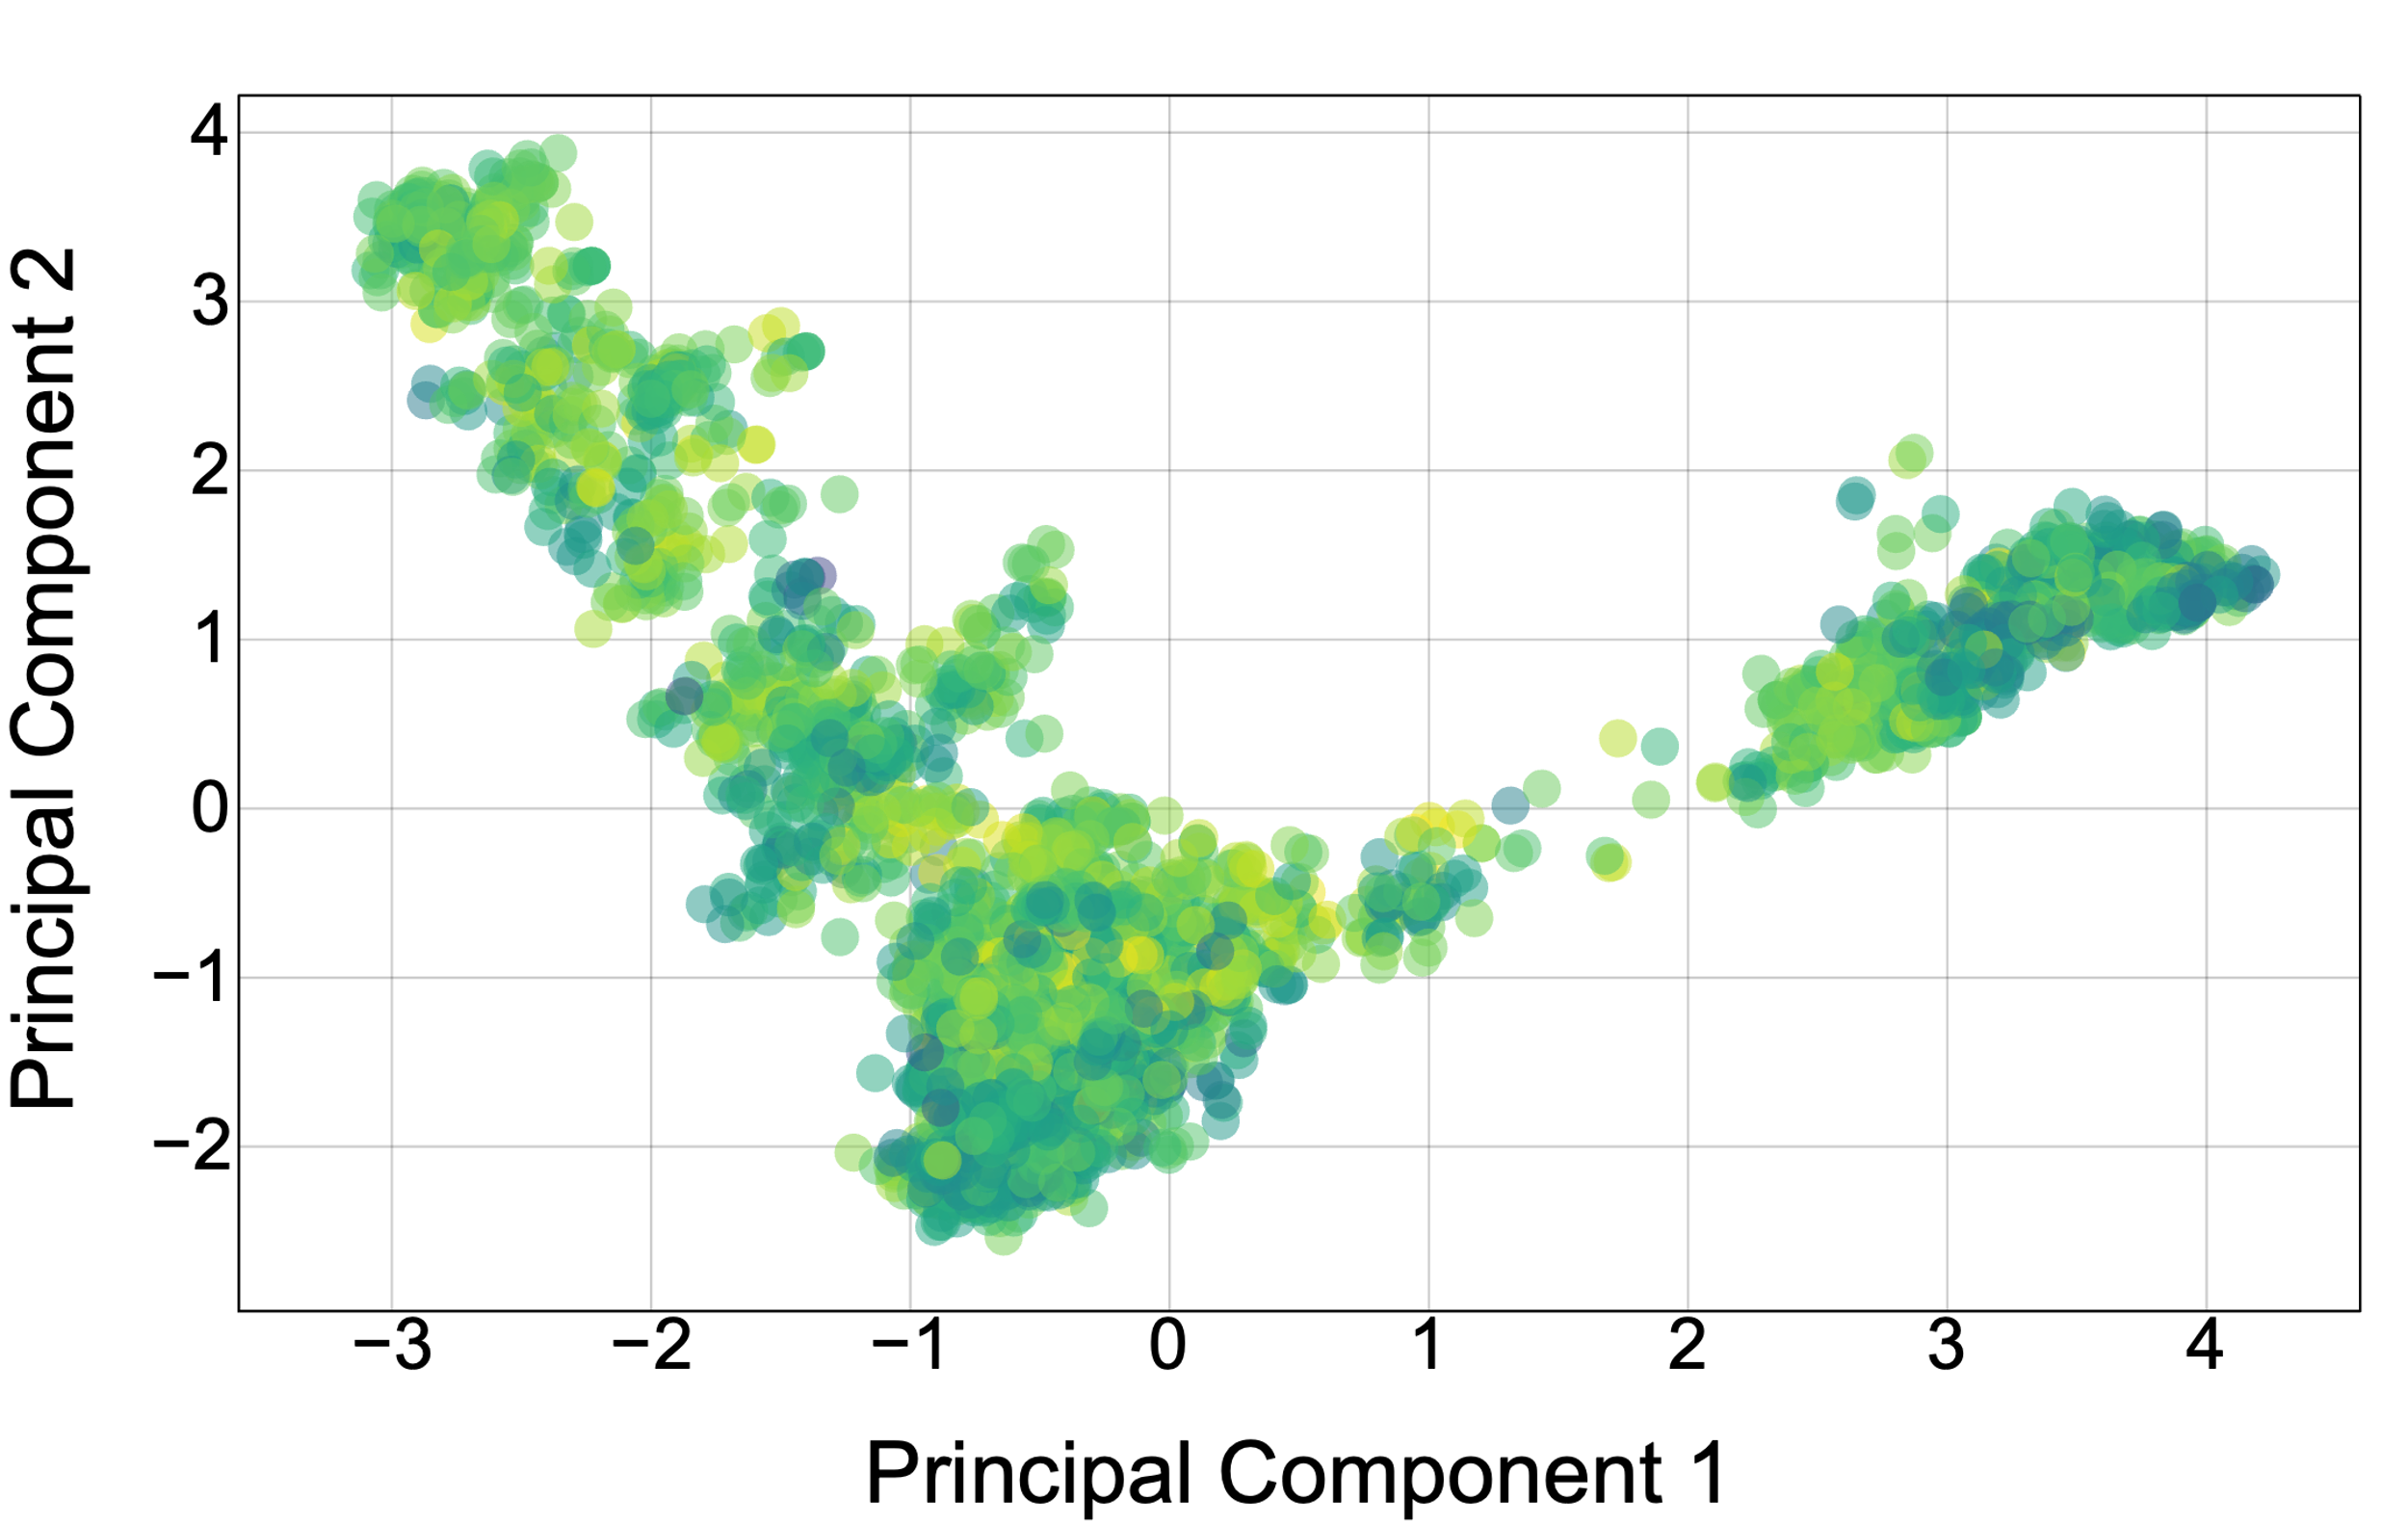 Principal Component 2
4
3
2
1
0
−1
−2
−3 −2 −1 0 1 2 3 4
Principal Component 1